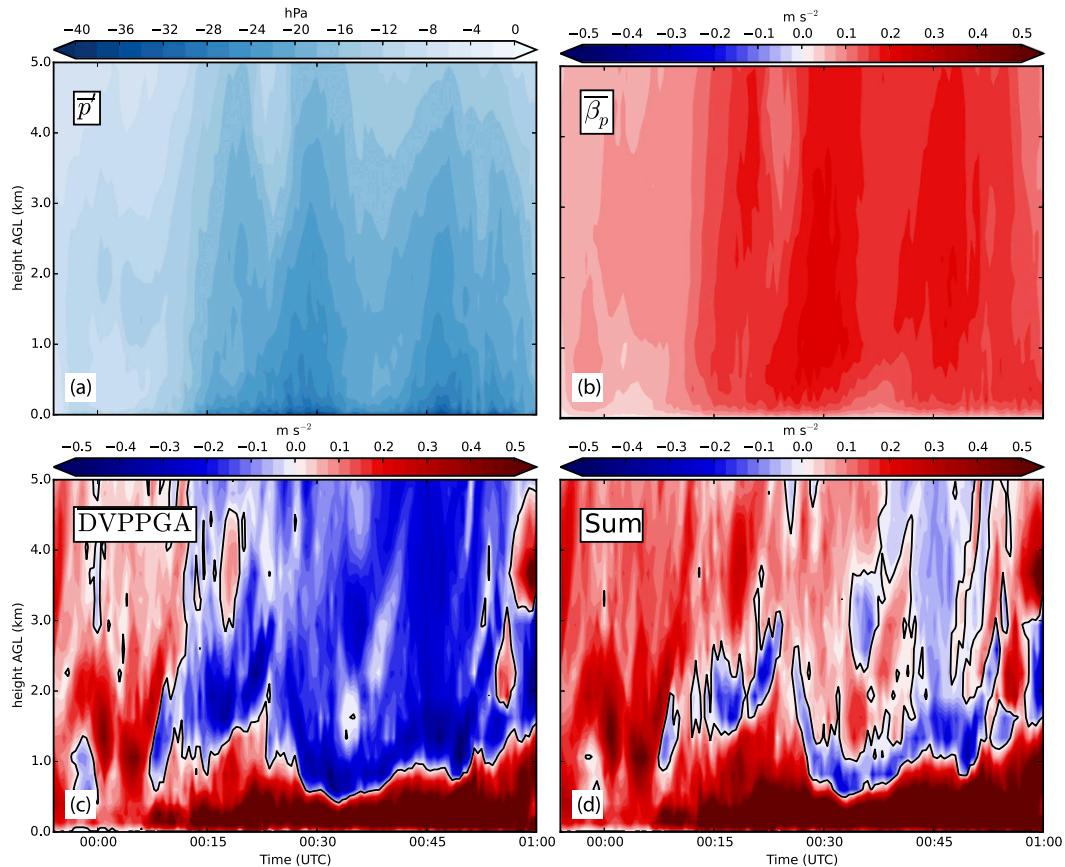 hPa
−40 −36 −32 −28 −24 −20 −16 −12 −8 −4 0
5.0
4.0
3.0
2.0
1.0
0.0
height AGL (km)
p′
(a)
m s−2
−0.5 −0.4 −0.3 −0.2 −0.1 0.0 0.1 0.2 0.3 0.4 0.5
βp
(b)
m s−2
−0.5 −0.4 −0.3 −0.2 −0.1 0.0 0.1 0.2 0.3 0.4 0.5
5.0
4.0
3.0
2.0
1.0
0.0
height AGL (km)
DVPPGA
(c)
00:00 00:15 00:30 00:45 01:00
Time (UTC)
m s−2
−0.5 −0.4 −0.3 −0.2 −0.1 0.0 0.1 0.2 0.3 0.4 0.5
Sum
(d)
00:00 00:15 00:30 00:45 01:00
Time (UTC)